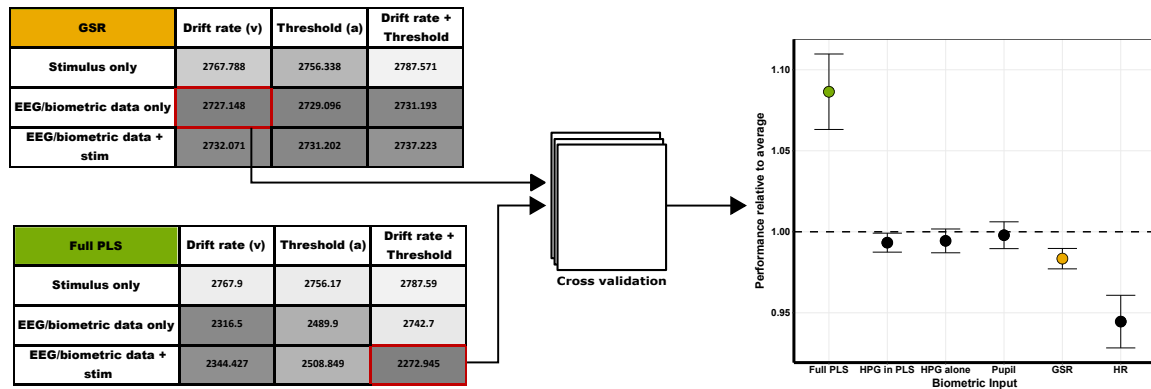 GSR Drift rate (v) Threshold (a) Drift rate +
Threshold
Stimulus only 2767.788 2756.338 2787.571
EEG/biometric data only 2727.148 2729.096 2731.193
EEG/biometric data +
stim 2732.071 2731.202 2737.223
Full PLS Drift rate (v) Threshold (a) Drift rate +
Threshold
Stimulus only 2767.9 2756.17 2787.59
EEG/biometric data only 2316.5 2489.9 2742.7
EEG/biometric data +
stim 2344.427 2508.849 2272.945
Cross validation
Performance relative to average
1.10
1.05
1.00
0.95
Full PLS HPG in PLS HPG alone Pupil GSR HR
Biometric Input